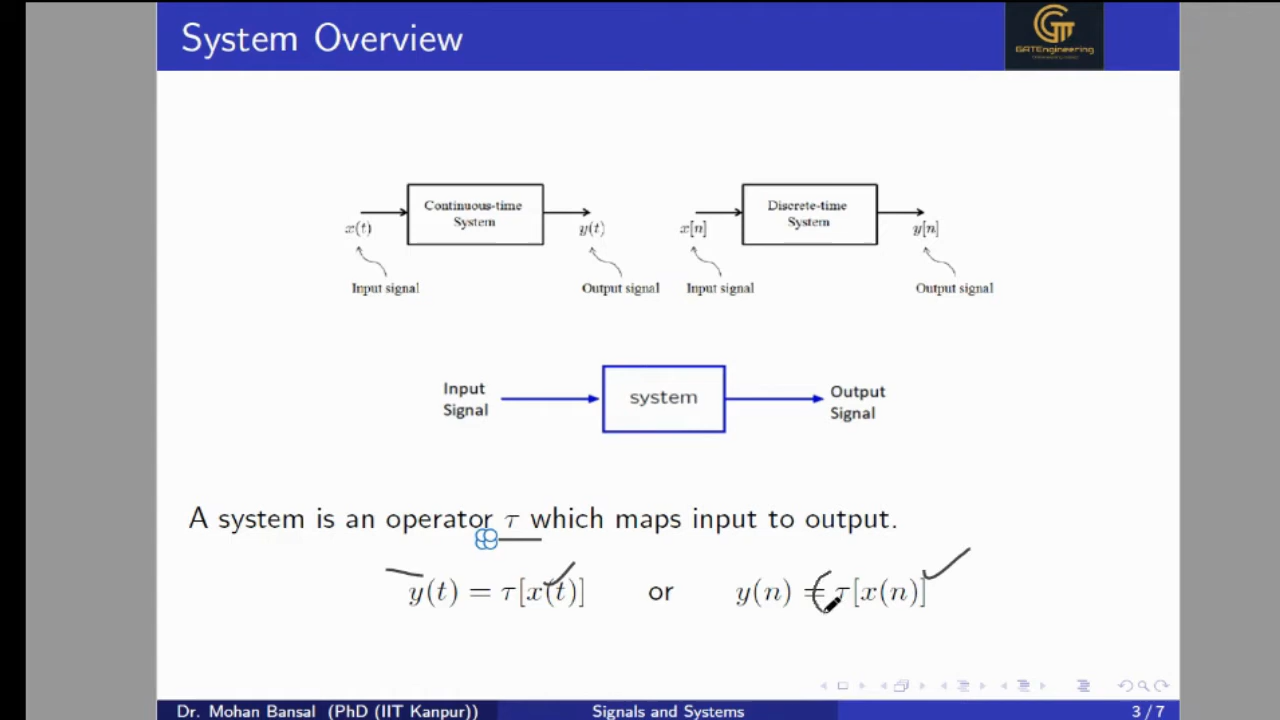 System Overview
GATEngineering
Continuous-time
System
x(t)
y(t)
Input signal
Output signal
Discrete-time
System
x[n]
y[n]
Input signal
Output signal
Input
Signal
system
Output
Signal
A system is an operator τ which maps input to output.
y(t) = τ[x(t)] or y(n) = τ[x(n)]
Dr. Mohan Bansal (PhD (IIT Kanpur)) Signals and Systems 3 / 7